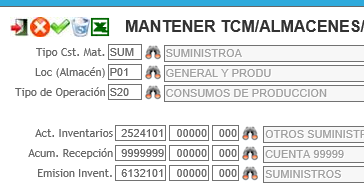 MANTENER TCM/ALMACENES/
Tipo Cst. Mat. SUM SUMINISTROA
Loc (Almacén) P01 GENERAL Y PRODU
Tipo de Operación S20 CONSUMOS DE PRODUCCION
Act. Inventarios 2524101 00000 000 OTROS SUMINISTR
Acum. Recepción 9999999 00000 000 CUENTA 99999
Emision Invent. 6132101 00000 000 SUMINISTROS